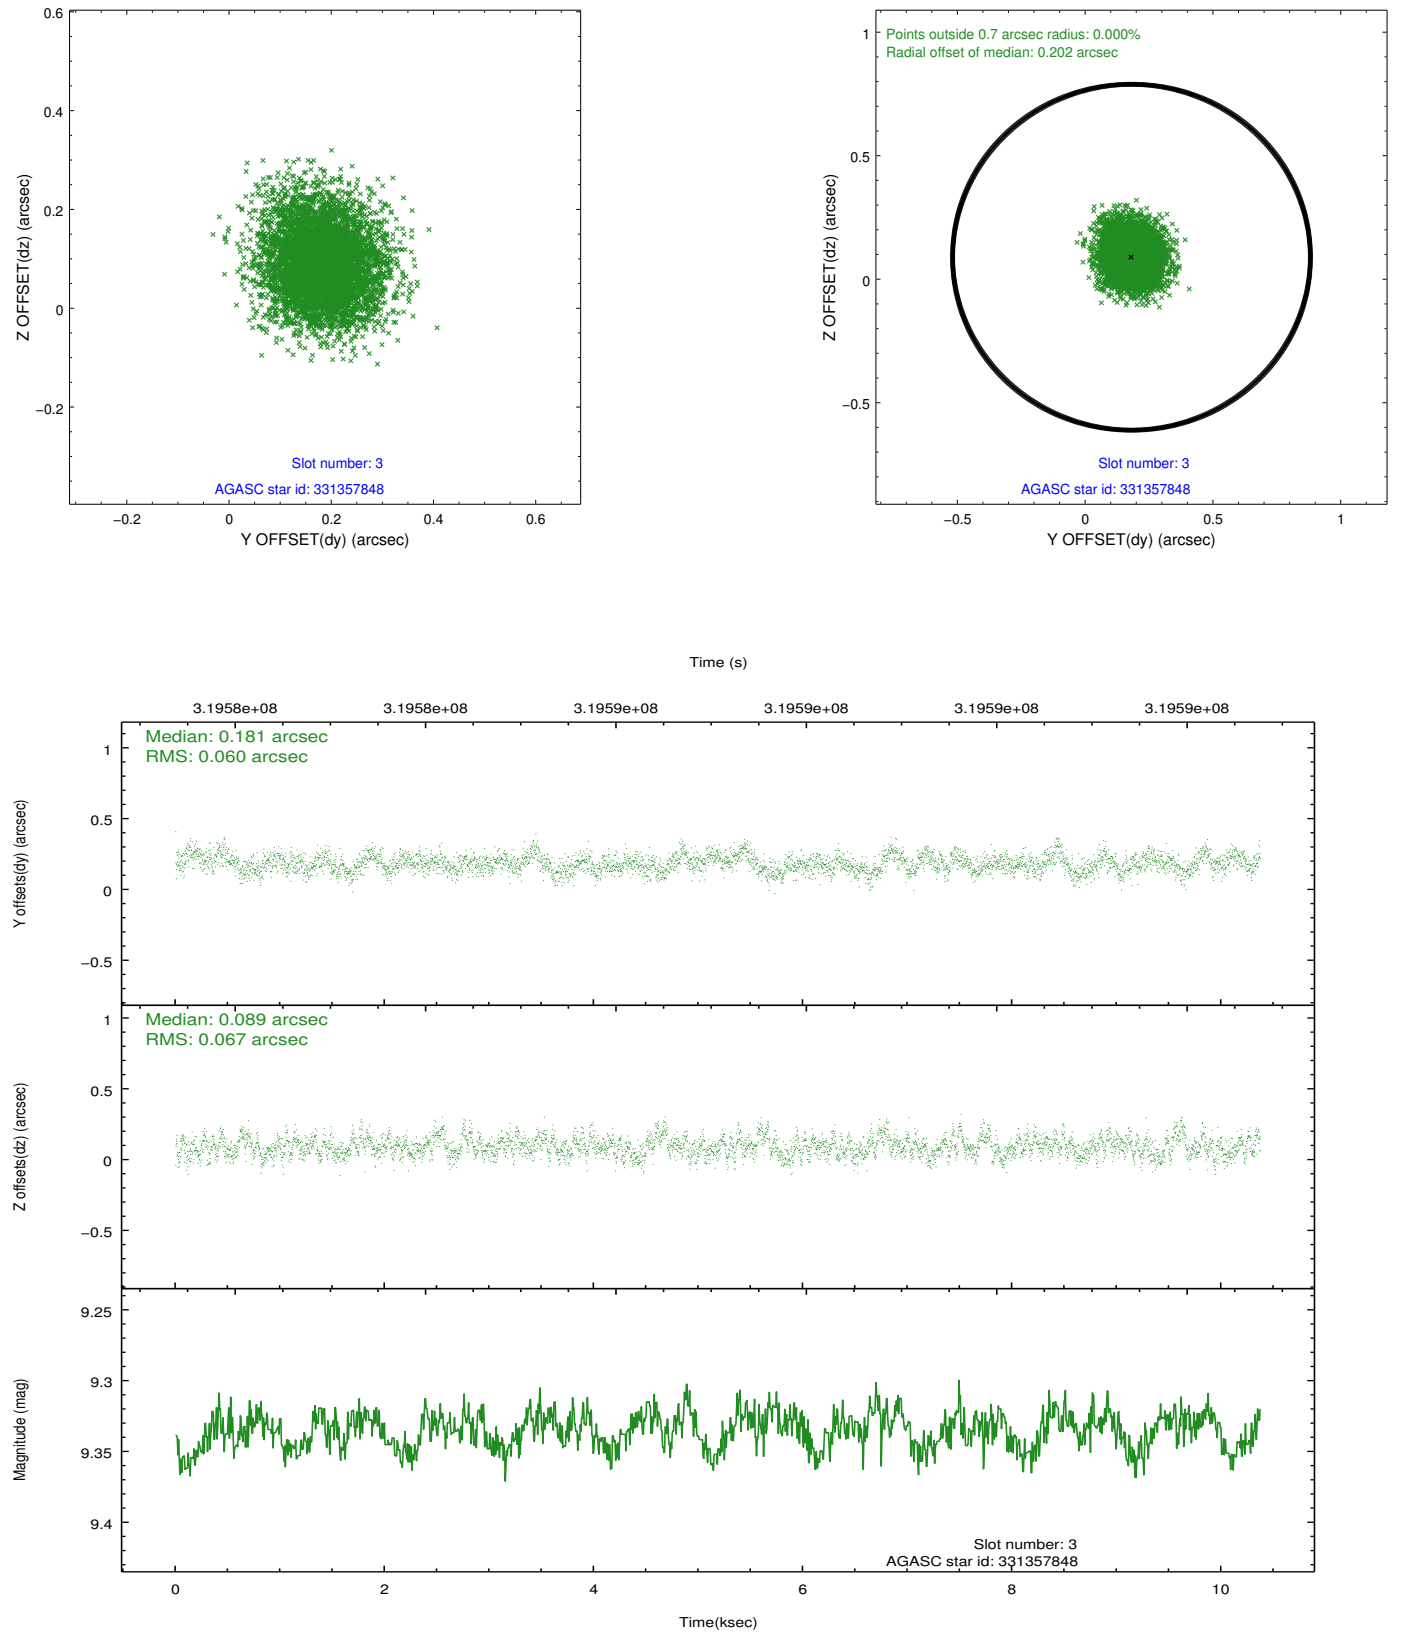 0.6
0.4
0.2
0
−0.2
Z OFFSET(dz) (arcsec)
Slot number: 3
AGASC star id: 331357848
−0.2 0 0.2 0.4 0.6
Y OFFSET(dy) (arcsec)
Points outside 0.7 arcsec radius: 0.000%
Radial offset of median: 0.202 arcsec
1
0.5
0
−0.5
Z OFFSET(dz) (arcsec)
Slot number: 3
AGASC star id: 331357848
−0.5 0 0.5 1
Y OFFSET(dy) (arcsec)
Time (s)
3.1958e+08 3.1958e+08 3.1959e+08 3.1959e+08 3.1959e+08 3.1959e+08
Median: 0.181 arcsec
RMS: 0.060 arcsec
1
0.5
0
−0.5
Y offsets(dy) (arcsec)
Median: 0.089 arcsec
RMS: 0.067 arcsec
1
0.5
0
−0.5
Z offsets(dz) (arcsec)
9.25
9.3
9.35
9.4
Magnitude (mag)
Slot number: 3
AGASC star id: 331357848
0 2 4 6 8 10
Time(ksec)